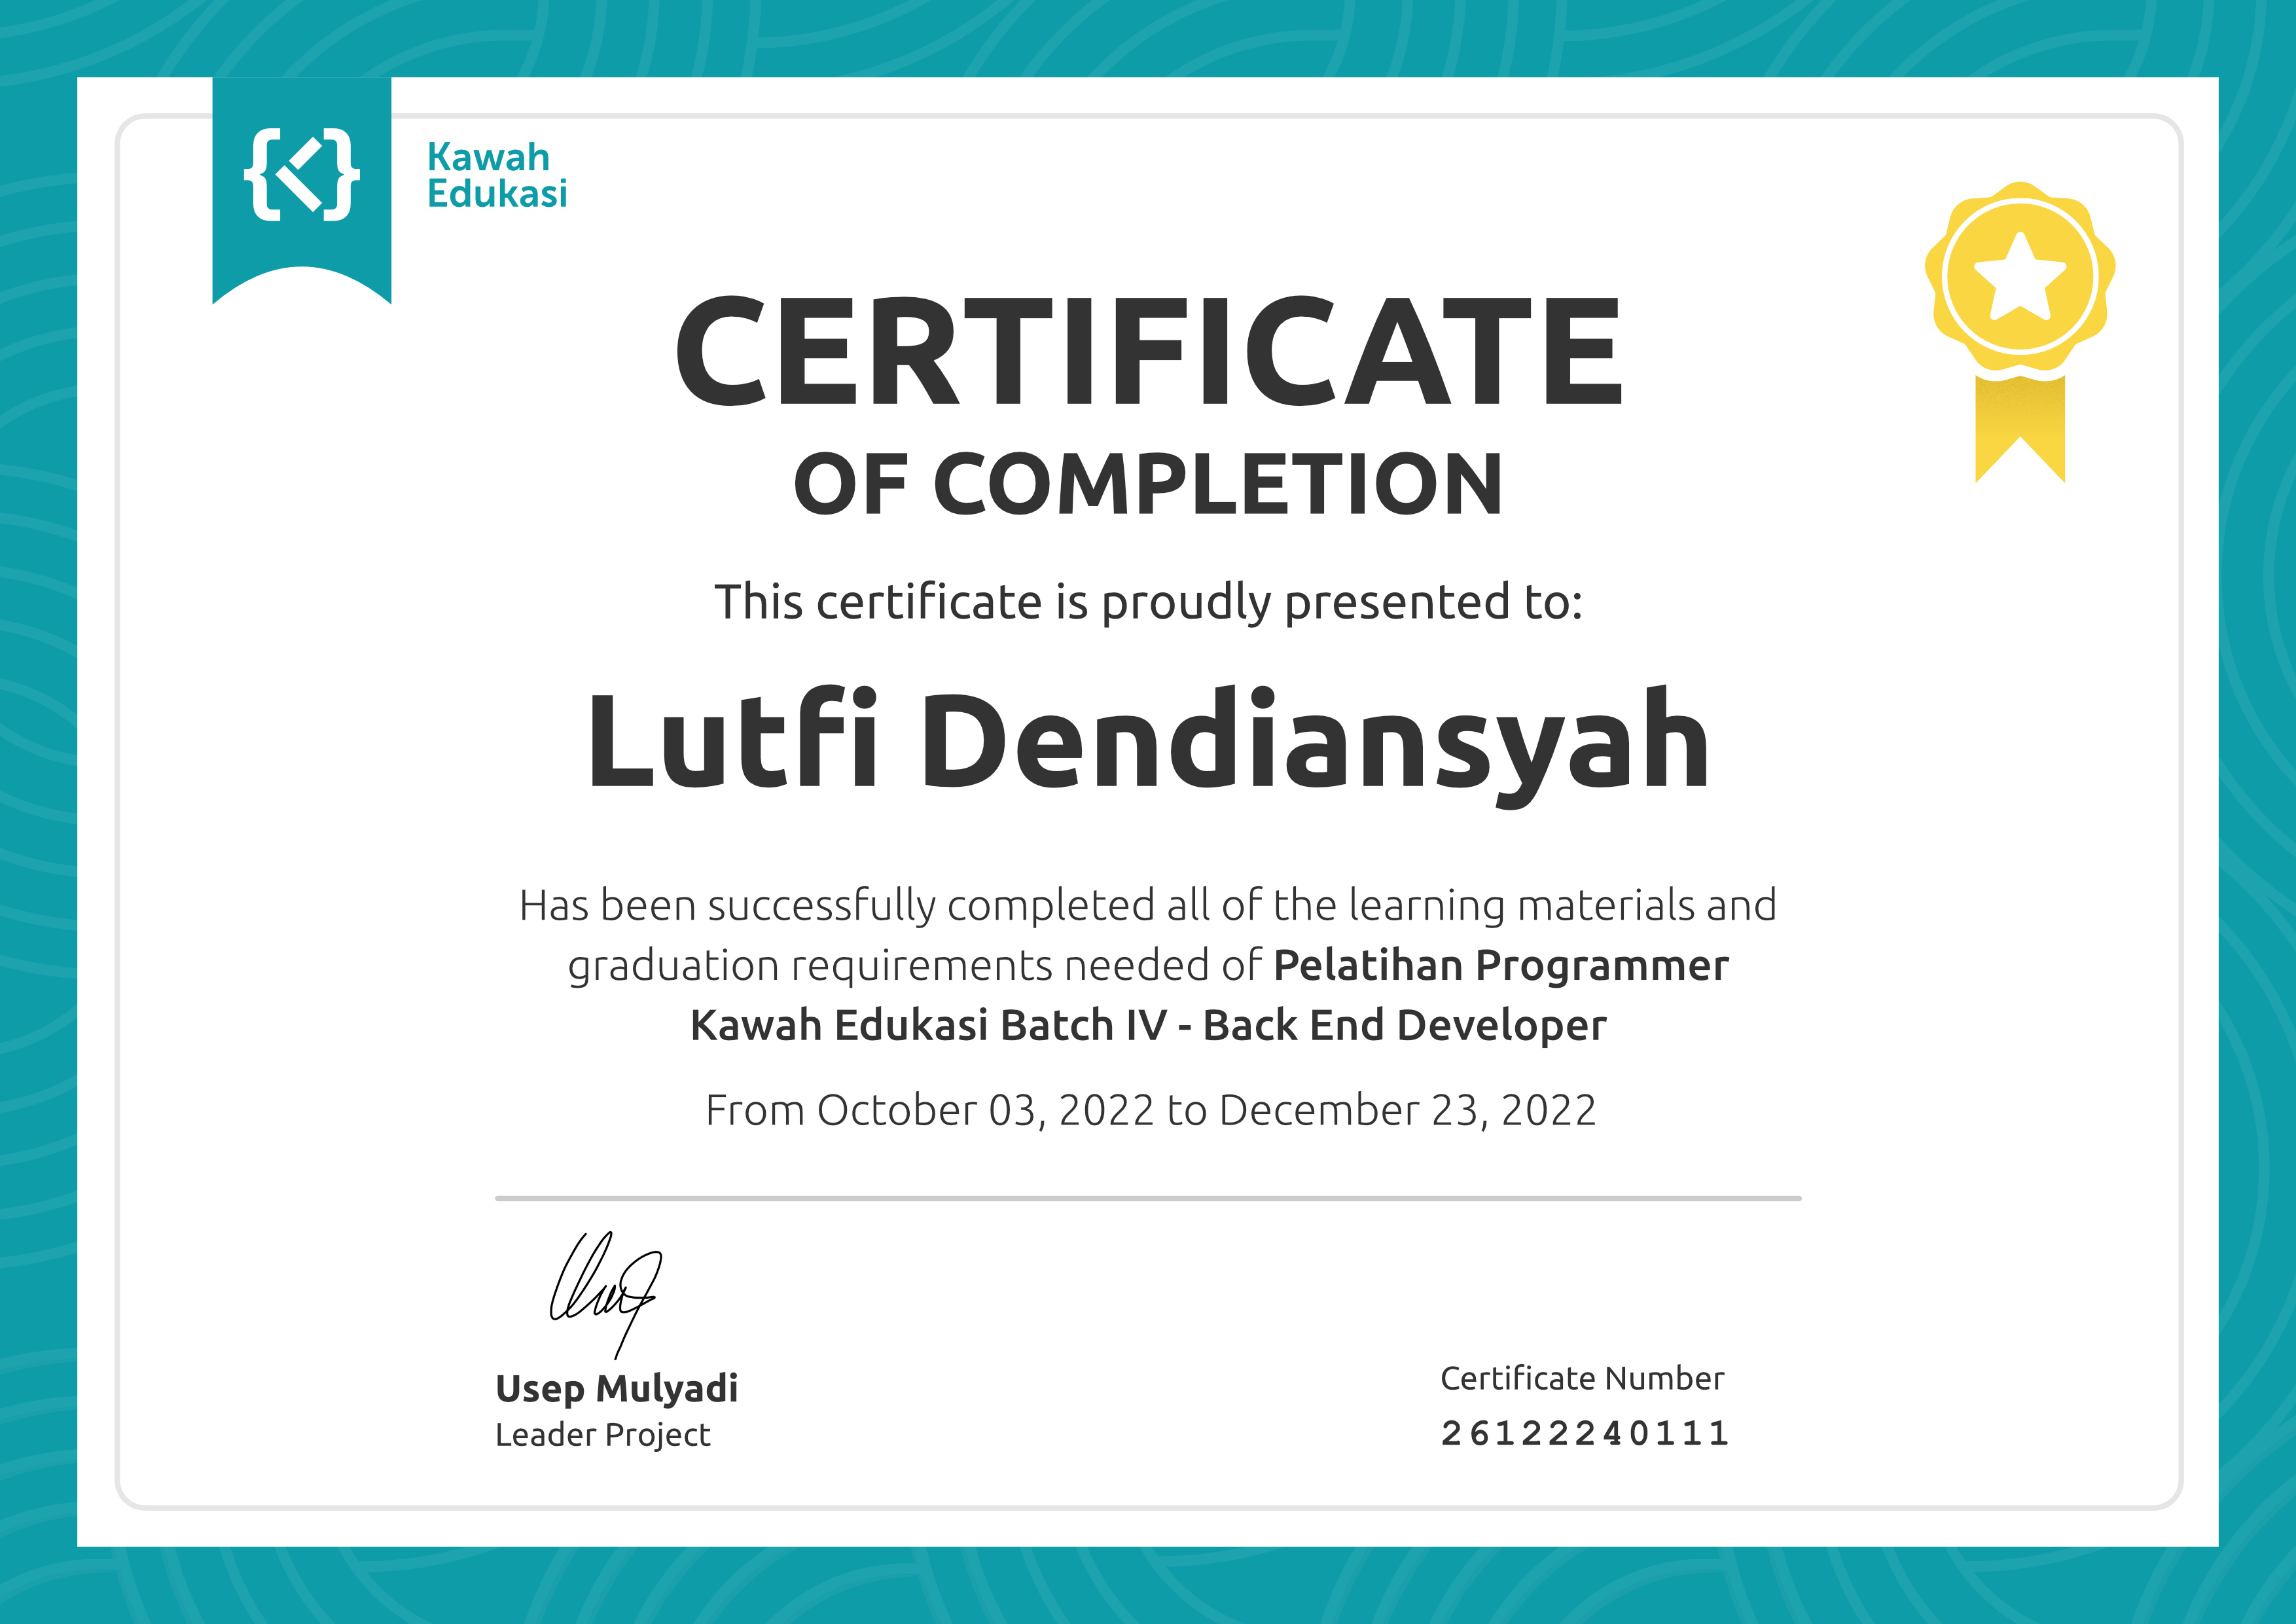 Kawah
Edukasi
CERTIFICATE
OF COMPLETION
This certificate is proudly presented to:
Lutfi Dendiansyah
Has been successfully completed all of the learning materials and
graduation requirements needed of Pelatihan Programmer
Kawah Edukasi Batch IV - Back End Developer
From October 03, 2022 to December 23, 2022
Usep Mulyadi
Leader Project
Certificate Number
26122240111